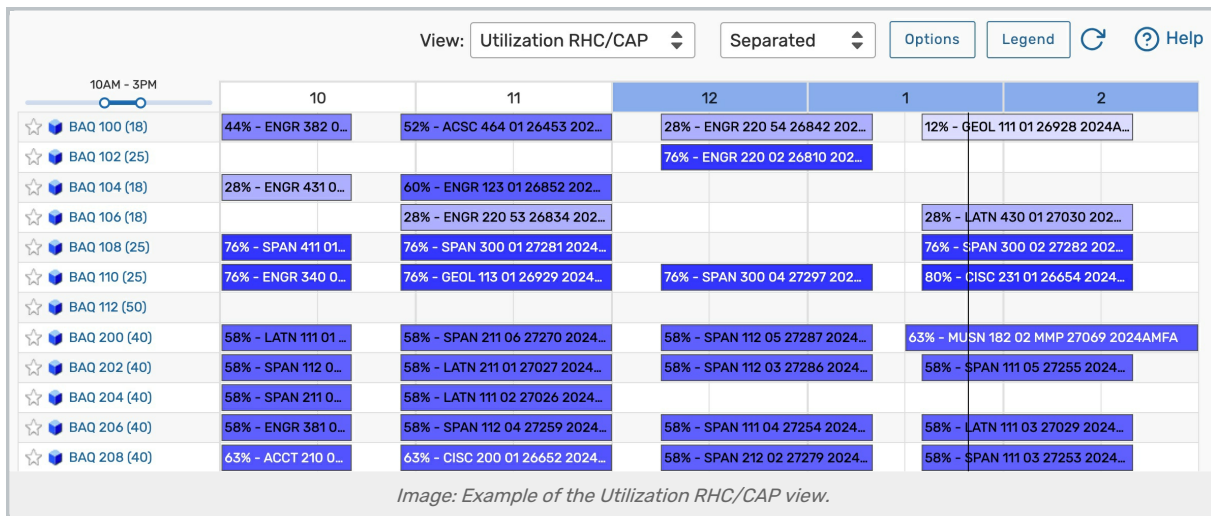 View: Utilization RHC/CAP Separated Options Legend Help
10AM - 3PM
10 11 12 1 2
BAQ 100 (18) 44% - ENGR 382 0... 52% - ACSC 464 01 26453 202... 28% - ENGR 220 54 26842 202... 12% - GEOL 111 01 26928 2024A...
BAQ 102 (25) 76% - ENGR 220 02 26810 202...
BAQ 104 (18) 28% - ENGR 431 0... 60% - ENGR 123 01 26852 202...
BAQ 106 (18) 28% - ENGR 220 53 26834 202... 28% - LATN 430 01 27030 202...
BAQ 108 (25) 76% - SPAN 411 01... 76% - SPAN 300 01 27281 2024... 76% - SPAN 300 02 27282 202...
BAQ 110 (25) 76% - ENGR 340 0... 76% - GEOL 113 01 26929 2024... 76% - SPAN 300 04 27297 202... 80% - CISC 231 01 26654 2024...
BAQ 112 (50)
BAQ 200 (40) 58% - LATN 111 01 ... 58% - SPAN 211 06 27270 2024... 58% - SPAN 112 05 27287 2024... 63% - MUSN 182 02 MMP 27069 2024AMFA
BAQ 202 (40) 58% - SPAN 112 0... 58% - LATN 211 01 27027 2024... 58% - SPAN 112 03 27286 2024... 58% - SPAN 111 05 27255 2024...
BAQ 204 (40) 58% - SPAN 211 0... 58% - LATN 111 02 27026 2024...
BAQ 206 (40) 58% - ENGR 381 0... 58% - SPAN 112 04 27259 2024... 58% - SPAN 111 04 27254 2024... 58% - LATN 111 03 27029 2024...
BAQ 208 (40) 63% - ACCT 210 0... 63% - CISC 200 01 26652 2024... 58% - SPAN 212 02 27279 2024... 58% - SPAN 111 03 27253 2024...
Image: Example of the Utilization RHC/CAP view.